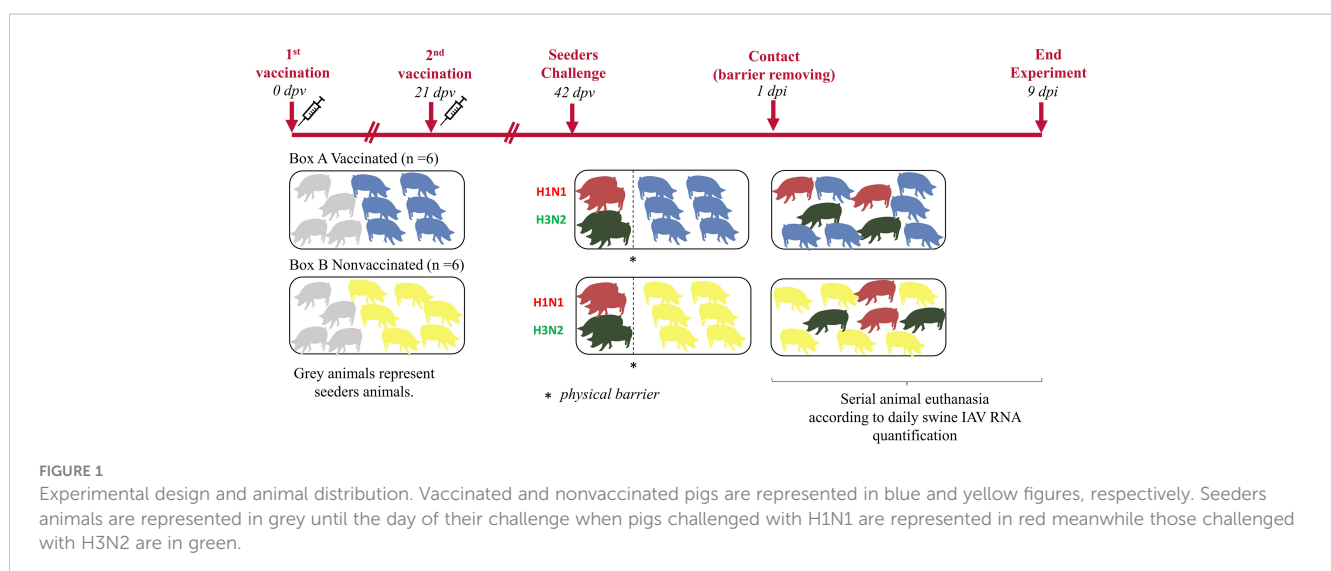 1st vaccination
0 dpv
2nd vaccination
21 dpv
Seeders Challenge
42 dpv
Contact (barrier removing)
1 dpi
End Experiment
9 dpi
Box A Vaccinated (n =6)
H1N1
H3N2
*
Box B Nonvaccinated (n =6)
H1N1
H3N2
*
Grey animals represent
seeders animals.
* physical barrier
Serial animal euthanasia
according to daily swine IAV RNA
quantification
FIGURE 1
Experimental design and animal distribution. Vaccinated and nonvaccinated pigs are represented in blue and yellow figures, respectively. Seeders
animals are represented in grey until the day of their challenge when pigs challenged with H1N1 are represented in red meanwhile those challenged
with H3N2 are in green.